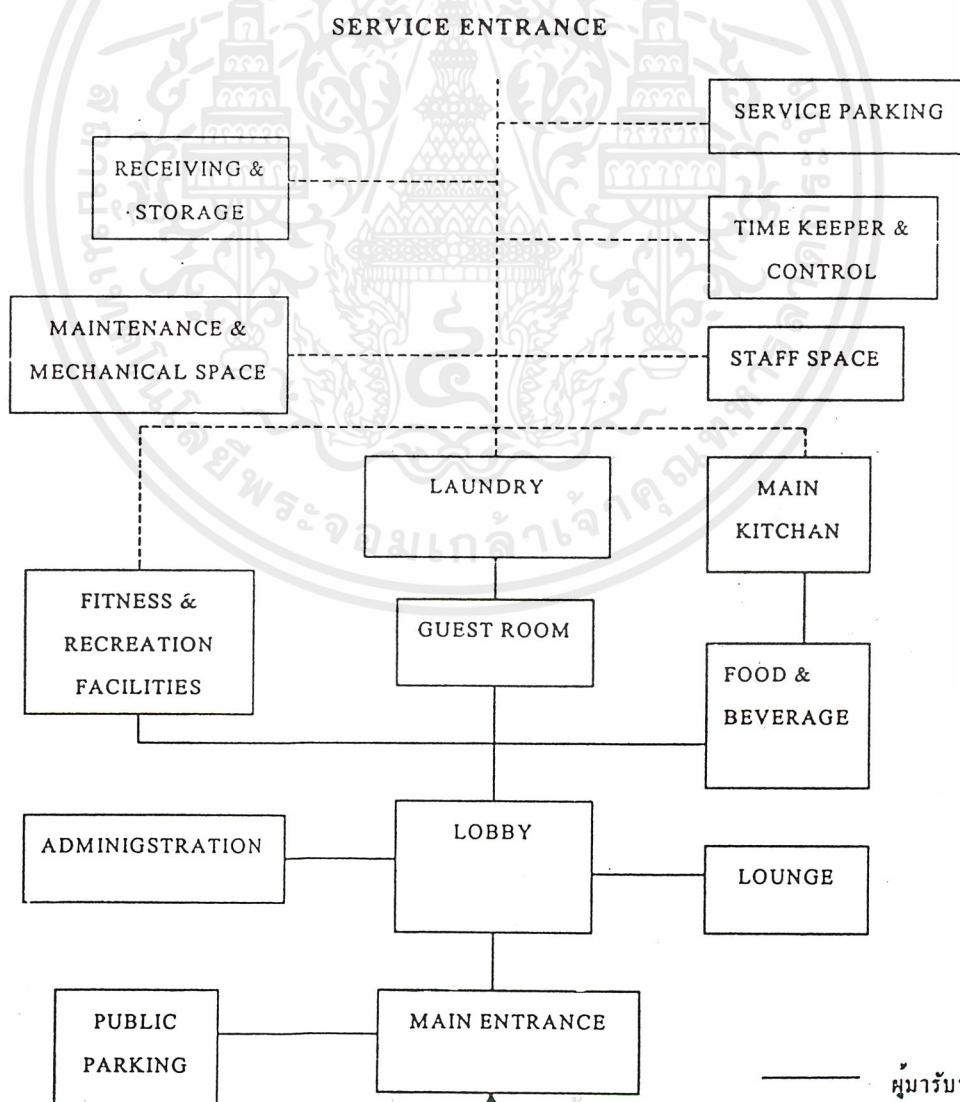 SERVICE ENTRANCE
SERVICE PARKING
RECEIVING &
STORAGE
TIME KEEPER &
CONTROL
MAINTENANCE &
MECHANICAL SPACE
STAFF SPACE
LAUNDRY
MAIN
KITCHAN
FITNESS &
RECREATION
FACILITIES
GUEST ROOM
FOOD &
BEVERAGE
ADMINIGSTRATION
LOBBY
LOUNGE
PUBLIC
PARKING
MAIN ENTRANCE
ผู้มารับ